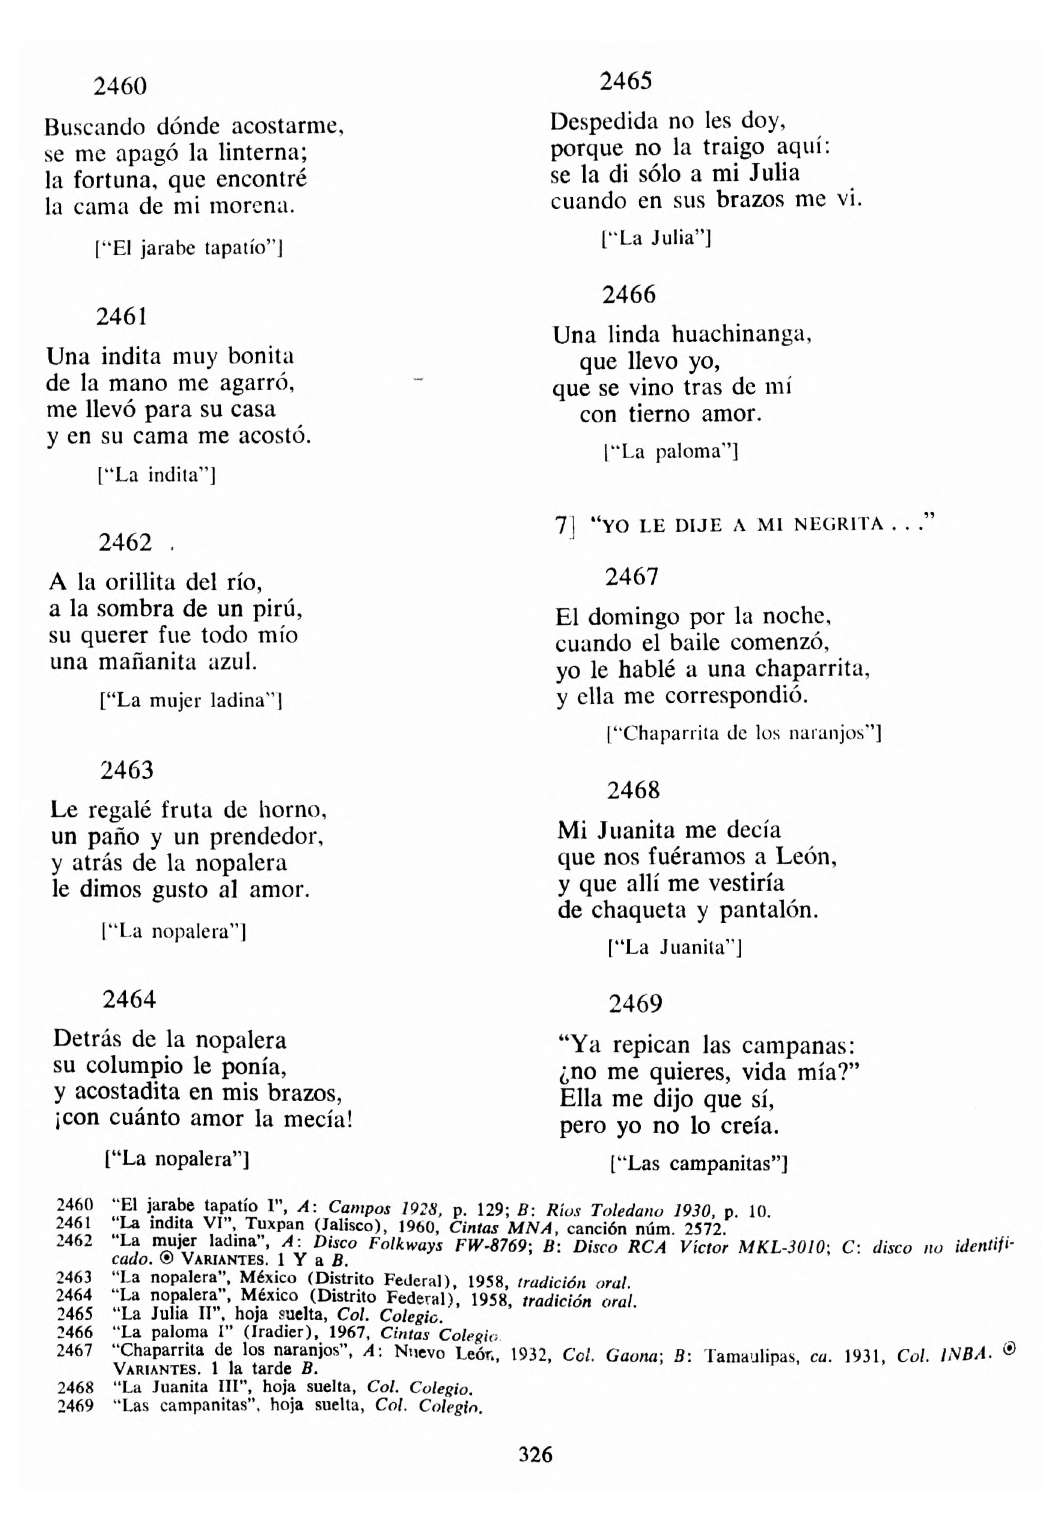 2460
Buscando dónde acostarme,
se me apagó la linterna;
la fortuna, que encontré
la cama de mi morena.
[“El jarabe tapatío”]
2461
Una indita muy bonita
de la mano me agarró,
me llevó para su casa
y en su cama me acostó.
[“La indita”]
2462
A la orillita del río,
a la sombra de un pirú,
su querer fue todo mío
una mañanita azul.
[“La mujer ladina”]
2463
Le regalé fruta de horno,
un paño y un prendedor,
y atrás de la nopalera
le dimos gusto al amor.
[“La nopalera”]
2464
Detrás de la nopalera
su columpio le ponía,
y acostadita en mis brazos,
¡con cuánto amor la mecía!
[“La nopalera”]
2465
Despedida no les doy,
porque no la traigo aquí:
se la di sólo a mi Julia
cuando en sus brazos me vi.
[“La Julia”]
2466
Una linda huachinanga,
que llevo yo,
que se vino tras de mí
con tierno amor.
[“La paloma”]
7] “YO LE DIJE A MI NEGRITA . . .”
2467
El domingo por la noche,
cuando el baile comenzó,
yo le hablé a una chaparrita,
y ella me correspondió.
[“Chaparrita de los naranjos”]
2468
Mi Juanita me decía
que nos fuéramos a León,
y que allí me vestiría
de chaqueta y pantalón.
[“La Juanita”]
2469
“Ya repican las campanas:
¿no me quieres, vida mía?”
Ella me dijo que sí,
pero yo no lo creía.
[“Las campanitas”]
2460 “El jarabe tapatío I”, A: Campos 1928, p. 129; B: Ríos Toledano 1930, p. 10.
2461 “La indita VI”, Tuxpan (Jalisco), 1960, Cintas MNA, canción núm. 2572.
2462 “La mujer ladina”, A: Disco Folkways FW-8769; B: Disco RCA Víctor MKL-3010; C: disco no identifi-
cado. ⊙ VARIANTES. 1 Y a B.
2463 “La nopalera”, México (Distrito Federal), 1958, tradición oral.
2464 “La nopalera”, México (Distrito Federal), 1958, tradición oral.
2465 “La Julia II”, hoja suelta, Col. Colegio.
2466 “La paloma I” (Iradier), 1967, Cintas Colegio.
2467 “Chaparrita de los naranjos”, A: Nuevo León, 1932, Col. Gaona; B: Tamaulipas, ca. 1931, Col. INBA. ⊙
VARIANTES. 1 la tarde B.
2468 “La Juanita III”, hoja suelta, Col. Colegio.
2469 “Las campanitas”, hoja suelta, Col. Colegio.
326